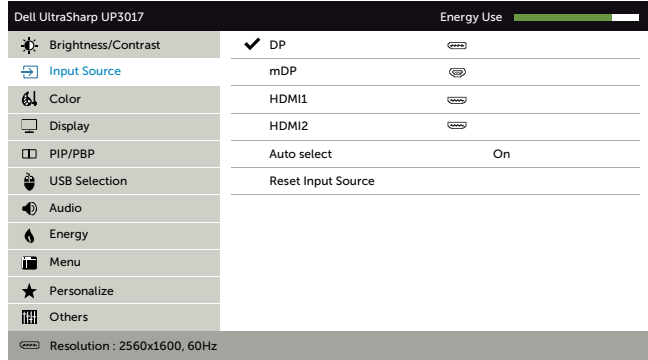 Dell UltraSharp UP3017 Energy Use
Brightness/Contrast DP
Input Source mDP
Color HDMI1
Display HDMI2
PIP/PBP Auto select On
USB Selection Reset Input Source
Audio
Energy
Menu
Personalize
Others
Resolution : 2560x1600, 60Hz